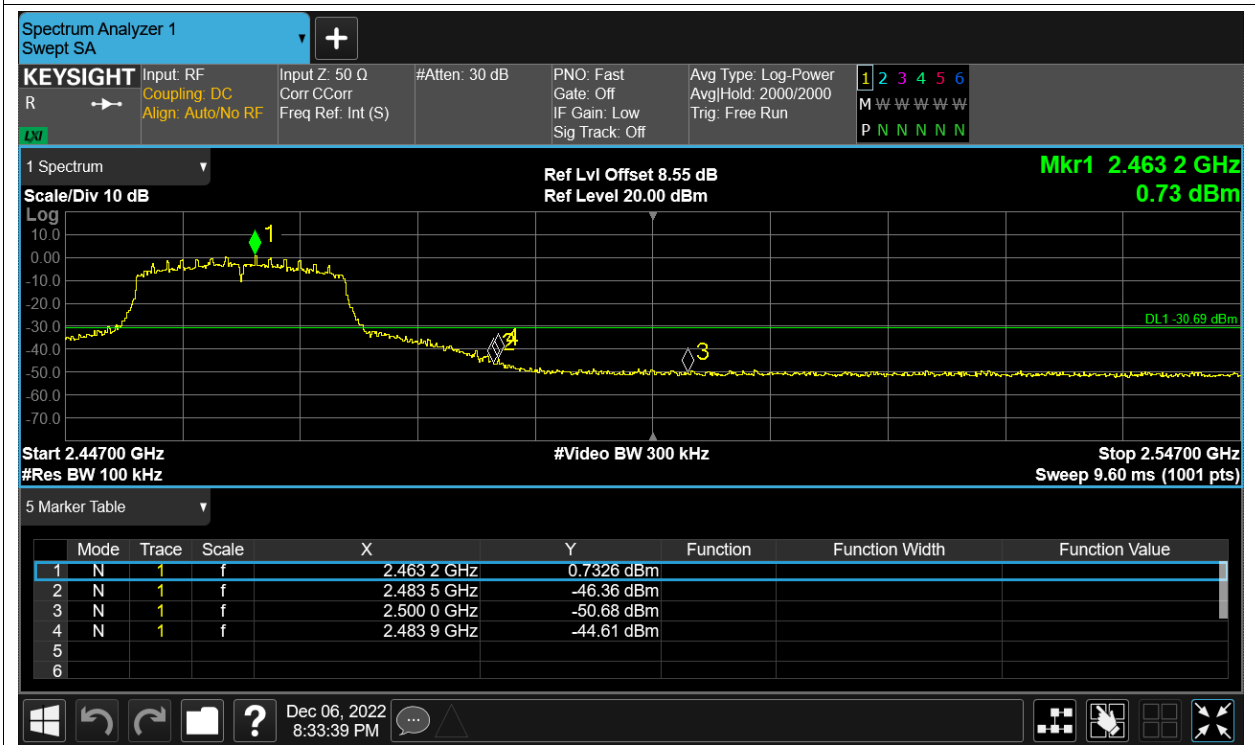 Spectrum Analyzer 1
Swept SA
KEYSIGHT
R
LXI
Input: RF
Coupling: DC
Align: Auto/No RF
Input Z: 50 Ω
Corr CCorr
Freq Ref: Int (S)
#Atten: 30 dB
PNO: Fast
Gate: Off
IF Gain: Low
Sig Track: Off
Avg Type: Log-Power
Avg|Hold: 2000/2000
Trig: Free Run
1 2 3 4 5 6
M W W W W W
P N N N N N
1 Spectrum
Scale/Div 10 dB
Ref Lvl Offset 8.55 dB
Ref Level 20.00 dBm
Mkr1 2.463 2 GHz
0.73 dBm
Log
10.0
0.00
-10.0
-20.0
-30.0
-40.0
-50.0
-60.0
-70.0
1
2
4
3
DL1 -30.69 dBm
Start 2.44700 GHz
#Video BW 300 kHz
Stop 2.54700 GHz
#Res BW 100 kHz
Sweep 9.60 ms (1001 pts)
5 Marker Table
Mode Trace Scale X Y Function Function Width Function Value
1 N 1 f 2.463 2 GHz 0.7326 dBm
2 N 1 f 2.483 5 GHz -46.36 dBm
3 N 1 f 2.500 0 GHz -50.68 dBm
4 N 1 f 2.483 9 GHz -44.61 dBm
5
6
?
Dec 06, 2022
8:33:39 PM